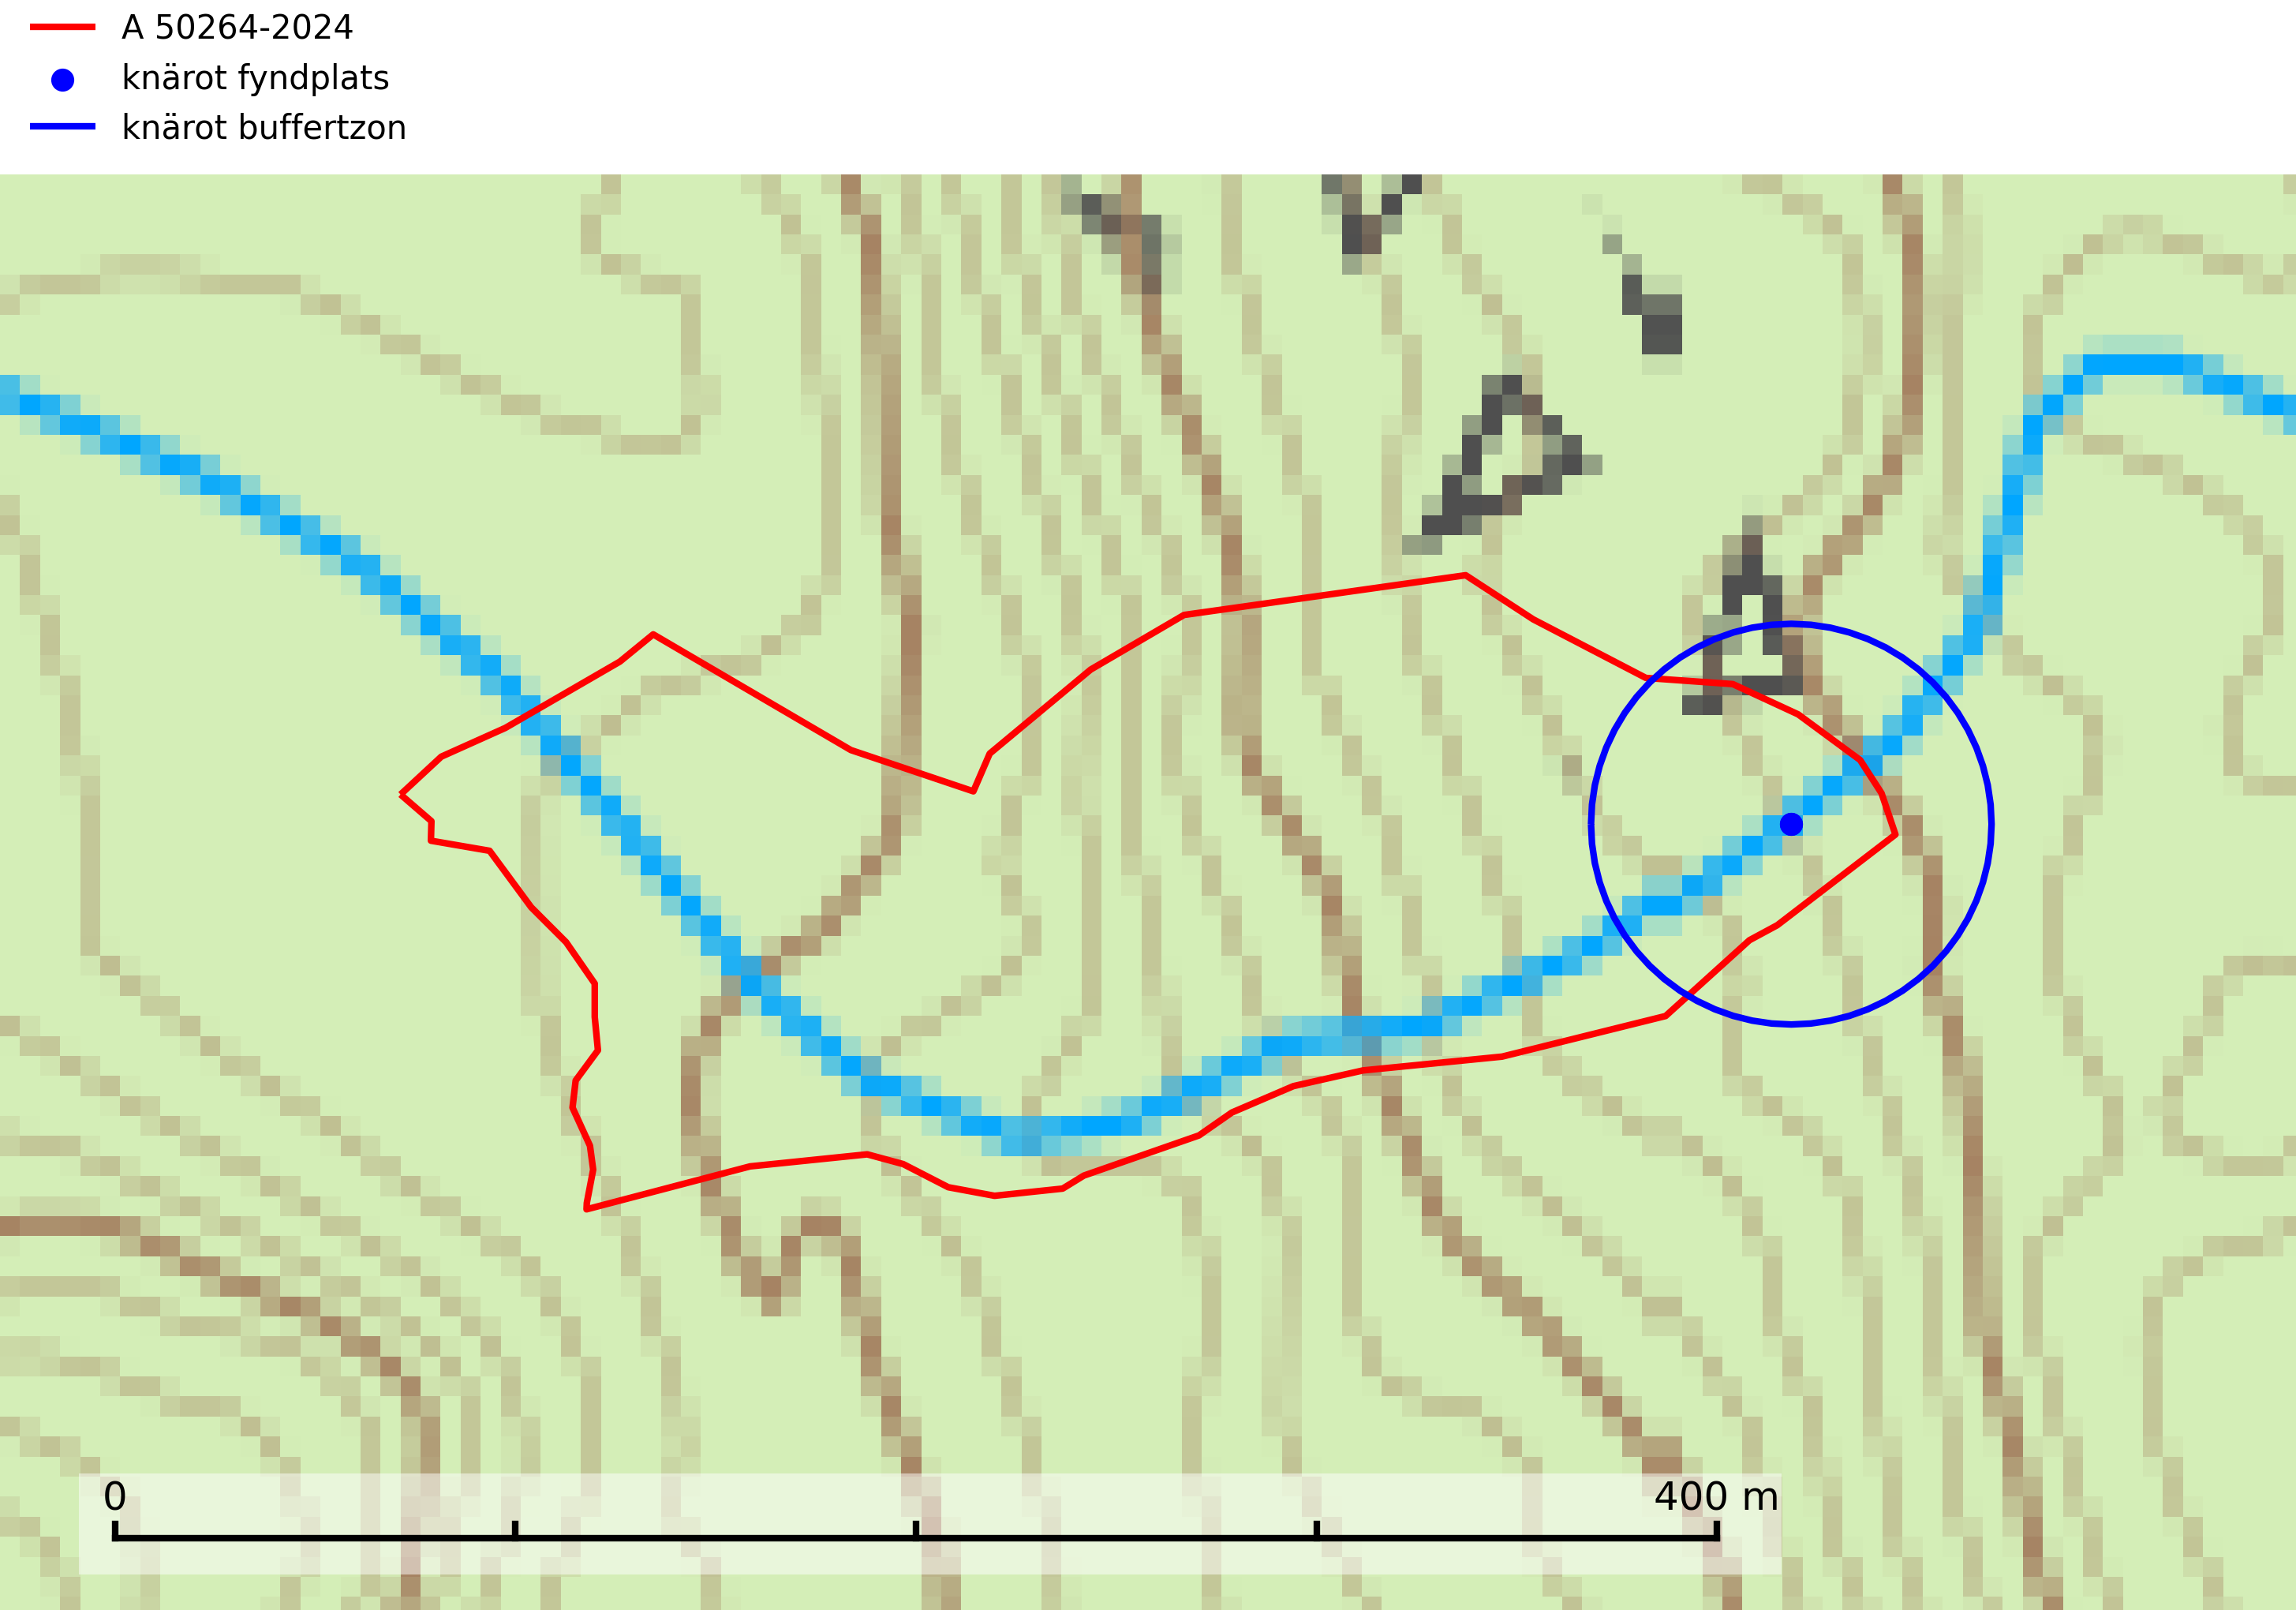 A 50264-2024
knärot fyndplats
knärot buffertzon
0 400 m